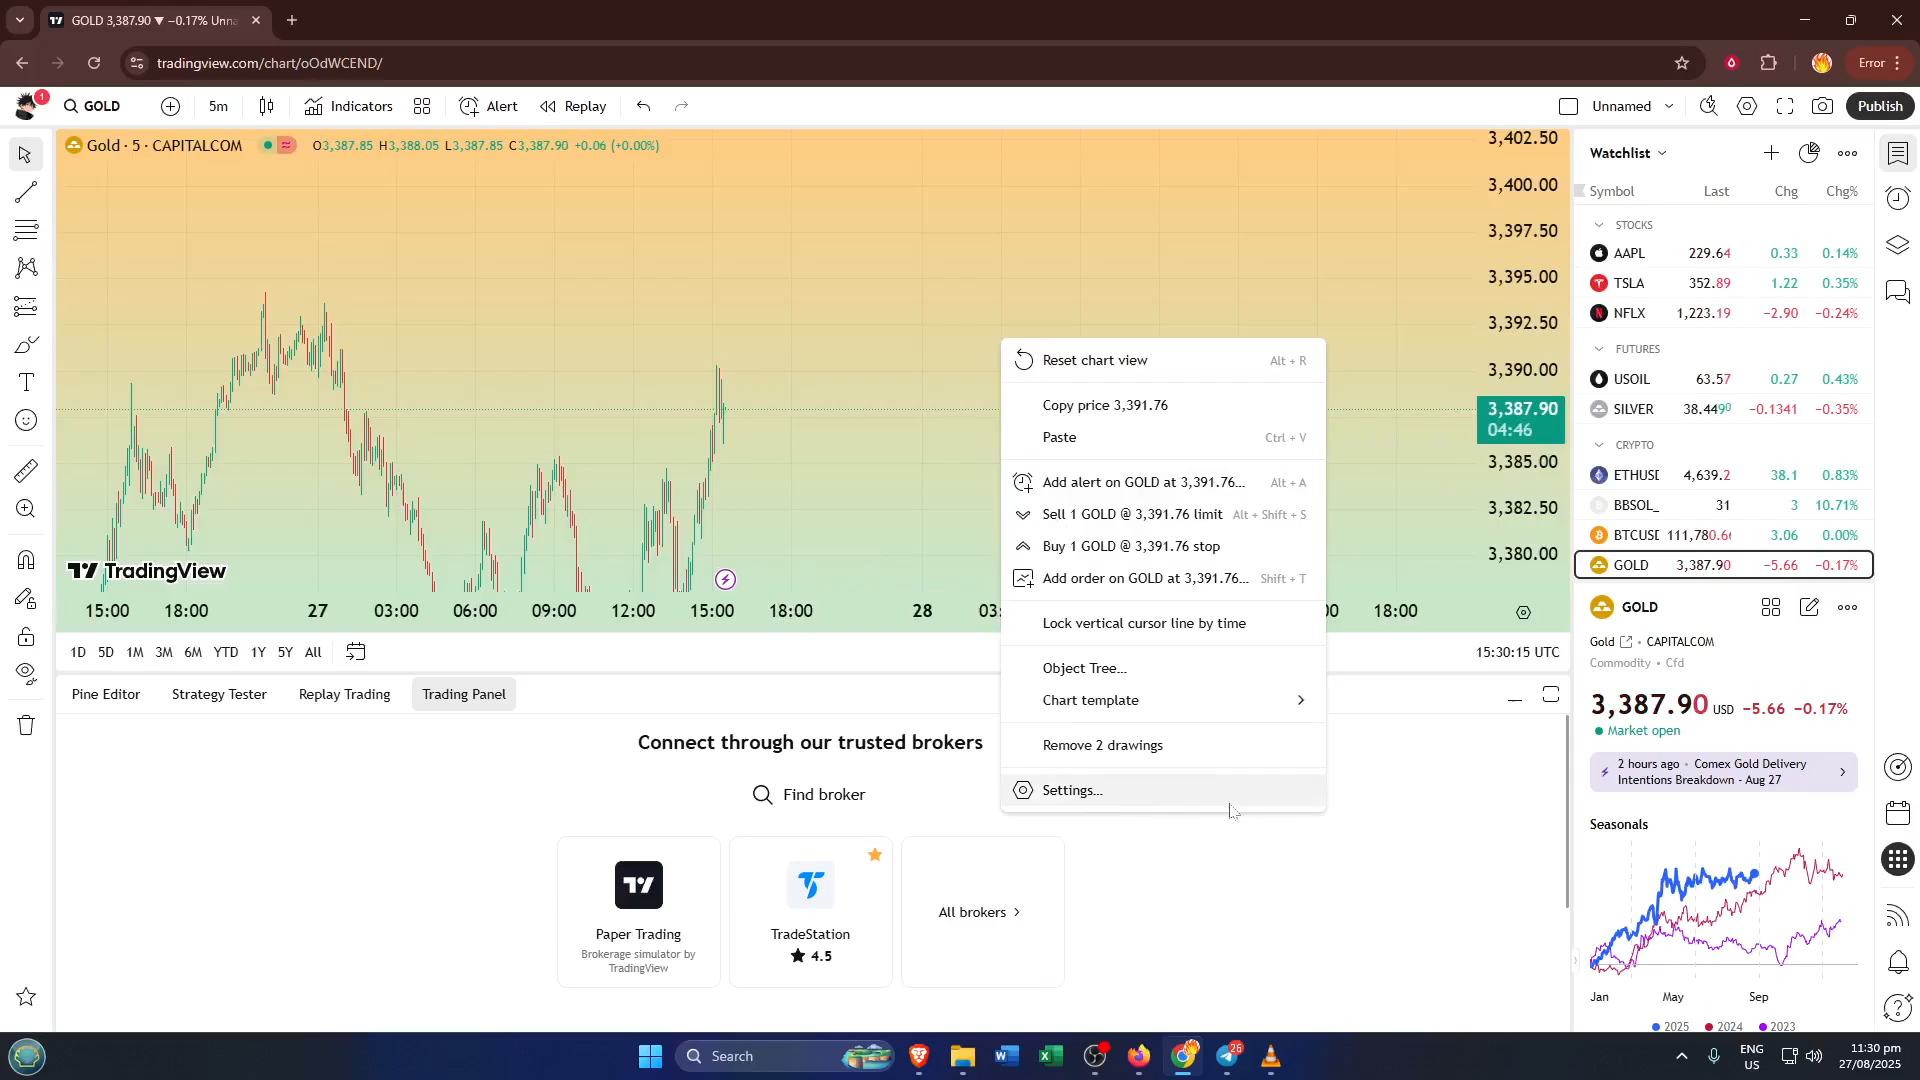 GOLD 3,387.90 ▼ −0.17% Unna
tradingview.com/chart/oOdWCEND/
Error
1
GOLD
5m
Indicators
Alert
Replay
Unnamed
Publish
Gold · 5 · CAPITALCOM
O3,387.85 H3,388.05 L3,387.85 C3,387.90 +0.06 (+0.00%)
3,402.50
3,400.00
3,397.50
3,395.00
3,392.50
3,390.00
3,387.90
04:46
3,385.00
3,382.50
3,380.00
TradingView
15:00 18:00 27 03:00 06:00 09:00 12:00 15:00 18:00 28 03: 00 18:00
Reset chart view Alt + R
Copy price 3,391.76
Paste Ctrl + V
Add alert on GOLD at 3,391.76... Alt + A
Sell 1 GOLD @ 3,391.76 limit Alt + Shift + S
Buy 1 GOLD @ 3,391.76 stop
Add order on GOLD at 3,391.76... Shift + T
Lock vertical cursor line by time
Object Tree...
Chart template
Remove 2 drawings
Settings...
1D 5D 1M 3M 6M YTD 1Y 5Y All
15:30:15 UTC
Pine Editor
Strategy Tester
Replay Trading
Trading Panel
Connect through our trusted brokers
Find broker
Paper Trading
Brokerage simulator by
TradingView
TradeStation
4.5
All brokers
Watchlist
Symbol Last Chg Chg%
STOCKS
AAPL 229.64 0.33 0.14%
TSLA 352.89 1.22 0.35%
NFLX 1,223.19 −2.90 −0.24%
FUTURES
USOIL 63.57 0.27 0.43%
SILVER 38.4490 −0.1341 −0.35%
CRYPTO
ETHUSD 4,639.2 38.1 0.83%
BBSOL_ 31 3 10.71%
BTCUSD 111,780.66 3.06 0.00%
GOLD 3,387.90 −5.66 −0.17%
GOLD
Gold • CAPITALCOM
Commodity • Cfd
3,387.90 USD −5.66 −0.17%
Market open
2 hours ago • Comex Gold Delivery
Intentions Breakdown - Aug 27
Seasonals
Jan May Sep
2025 2024 2023
Search
26
ENG
US
11:30 pm
27/08/2025